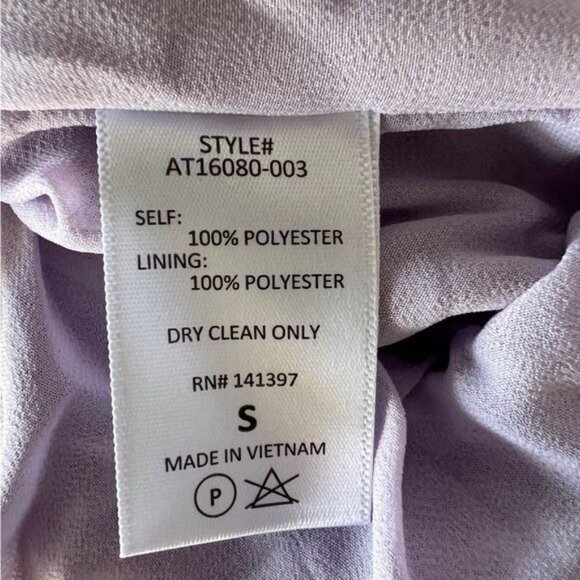 STYLE#
AT16080-003
SELF:
100% POLYESTER
LINING:
100% POLYESTER
DRY CLEAN ONLY
RN# 141397
S
MADE IN VIETNAM
P